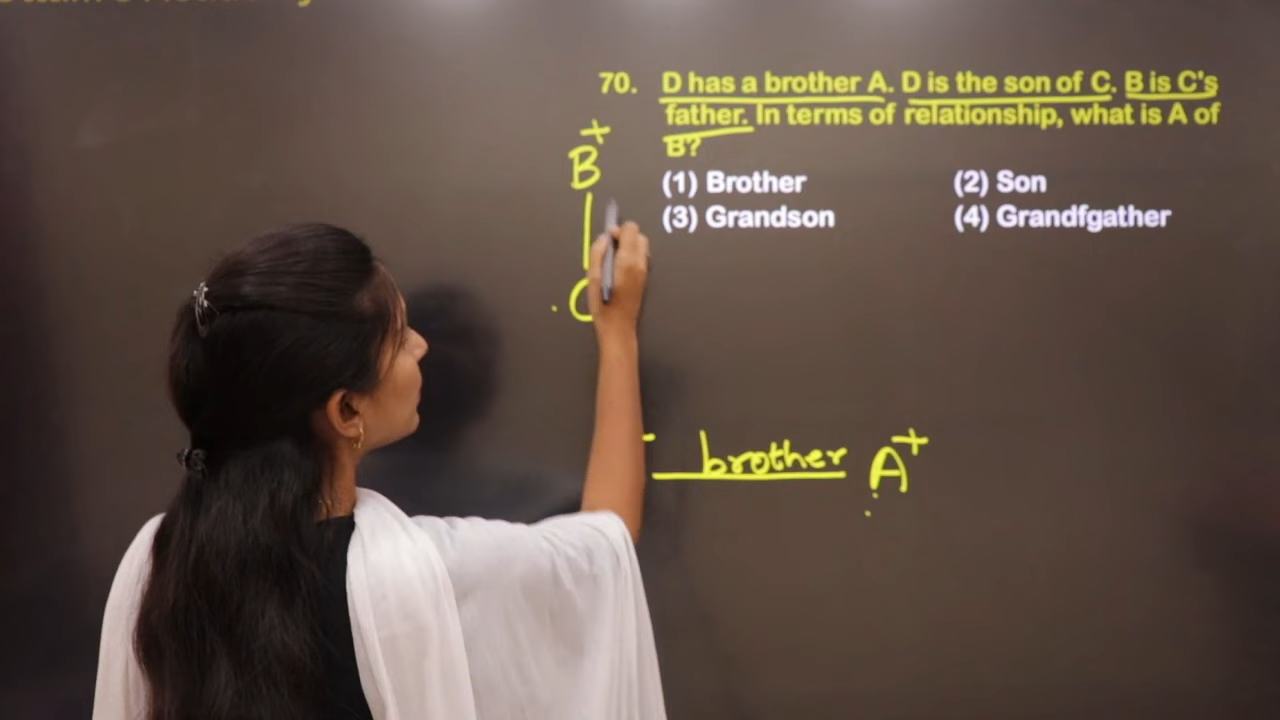 70. D has a brother A. D is the son of C. B is C's
father. In terms of relationship, what is A of
B?
(1) Brother (2) Son
(3) Grandson (4) Grandfgather
B+
C
brother A+